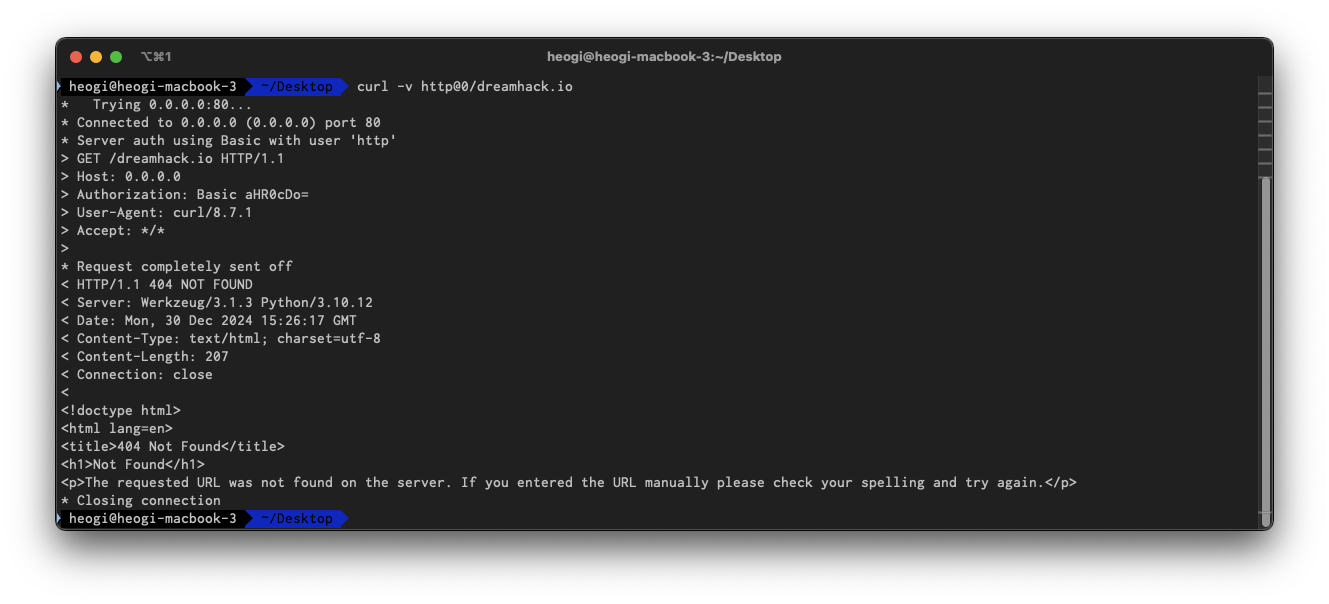 ⌥⌘1 heogi@heogi-macbook-3:~/Desktop
heogi@heogi-macbook-3 ~/Desktop curl -v http@0/dreamhack.io
*   Trying 0.0.0.0:80...
* Connected to 0.0.0.0 (0.0.0.0) port 80
* Server auth using Basic with user 'http'
> GET /dreamhack.io HTTP/1.1
> Host: 0.0.0.0
> Authorization: Basic aHR0cDo=
> User-Agent: curl/8.7.1
> Accept: */*
>
* Request completely sent off
< HTTP/1.1 404 NOT FOUND
< Server: Werkzeug/3.1.3 Python/3.10.12
< Date: Mon, 30 Dec 2024 15:26:17 GMT
< Content-Type: text/html; charset=utf-8
< Content-Length: 207
< Connection: close
<
<!doctype html>
<html lang=en>
<title>404 Not Found</title>
<h1>Not Found</h1>
<p>The requested URL was not found on the server. If you entered the URL manually please check your spelling and try again.</p>
* Closing connection
heogi@heogi-macbook-3 ~/Desktop